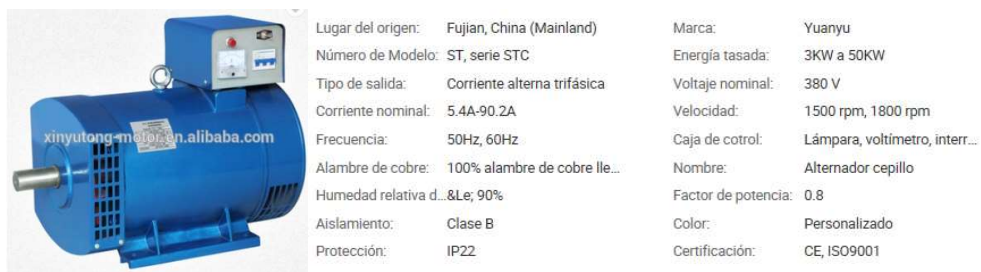 xinyutong-motor.en.alibaba.com
Lugar del origen: Fujian, China (Mainland) Marca: Yuanyu
Número de Modelo: ST, serie STC Energía tasada: 3KW a 50KW
Tipo de salida: Corriente alterna trifásica Voltaje nominal: 380 V
Corriente nominal: 5.4A-90.2A Velocidad: 1500 rpm, 1800 rpm
Frecuencia: 50Hz, 60Hz Caja de cotrol: Lámpara, voltímetro, interr...
Alambre de cobre: 100% alambre de cobre lle... Nombre: Alternador cepillo
Humedad relativa d...&Le; 90% Factor de potencia: 0.8
Aislamiento: Clase B Color: Personalizado
Protección: IP22 Certificación: CE, ISO9001